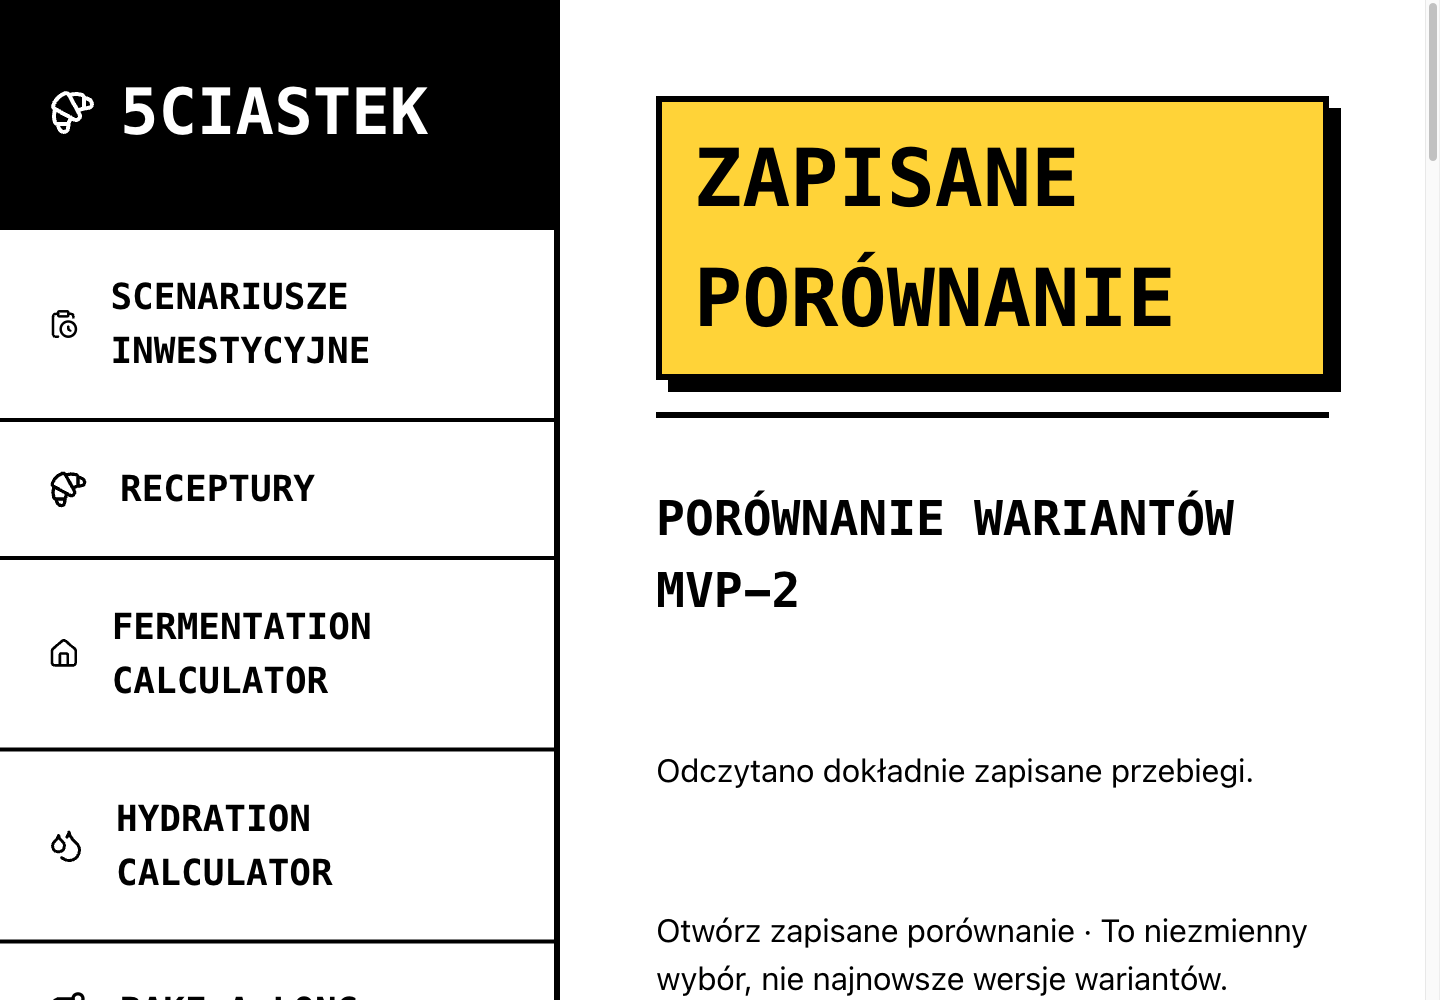 5CIASTEK
SCENARIUSZE
INWESTYCYJNE
RECEPTURY
FERMENTATION
CALCULATOR
HYDRATION
CALCULATOR
ZAPISANE
PORÓWNANIE
PORÓWNANIE WARIANTÓW
MVP–2
Odczytano dokładnie zapisane przebiegi.
Otwórz zapisane porównanie · To niezmienny
wybór, nie najnowsze wersje wariantów.